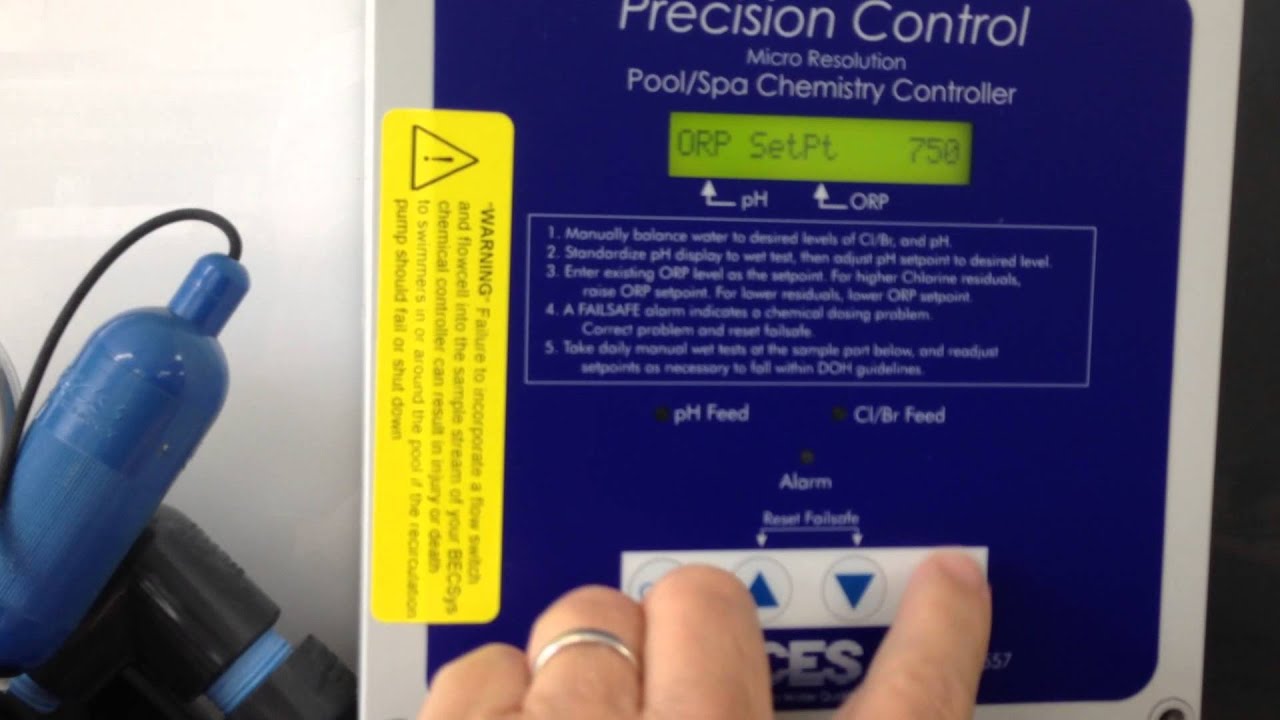 Precision Control
Micro Resolution
Pool/Spa Chemistry Controller
ORP SetPt 750
pH ORP
1. Manually balance water to desired levels of Cl/Br, and pH.
2. Standardize pH display to wet test, then adjust pH setpoint to desired level.
3. Enter existing ORP level as the setpoint. For higher Chlorine residuals,
raise ORP setpoint. For lower residuals, lower ORP setpoint.
4. A FAILSAFE alarm indicates a chemical dosing problem.
Correct problem and reset failsafe.
5. Take daily manual wet tests at the sample port below, and readjust
setpoints as necessary to fall within DOH guidelines.
pH Feed Cl/Br Feed
Alarm
Reset Failsafe
CES
557
"WARNING" Failure to incorporate a flow switch
and flowcell into the sample stream of your BECSys
chemical controller can result in injury or death
to swimmers in or around the pool if the recirculation
pump should fail or shut down